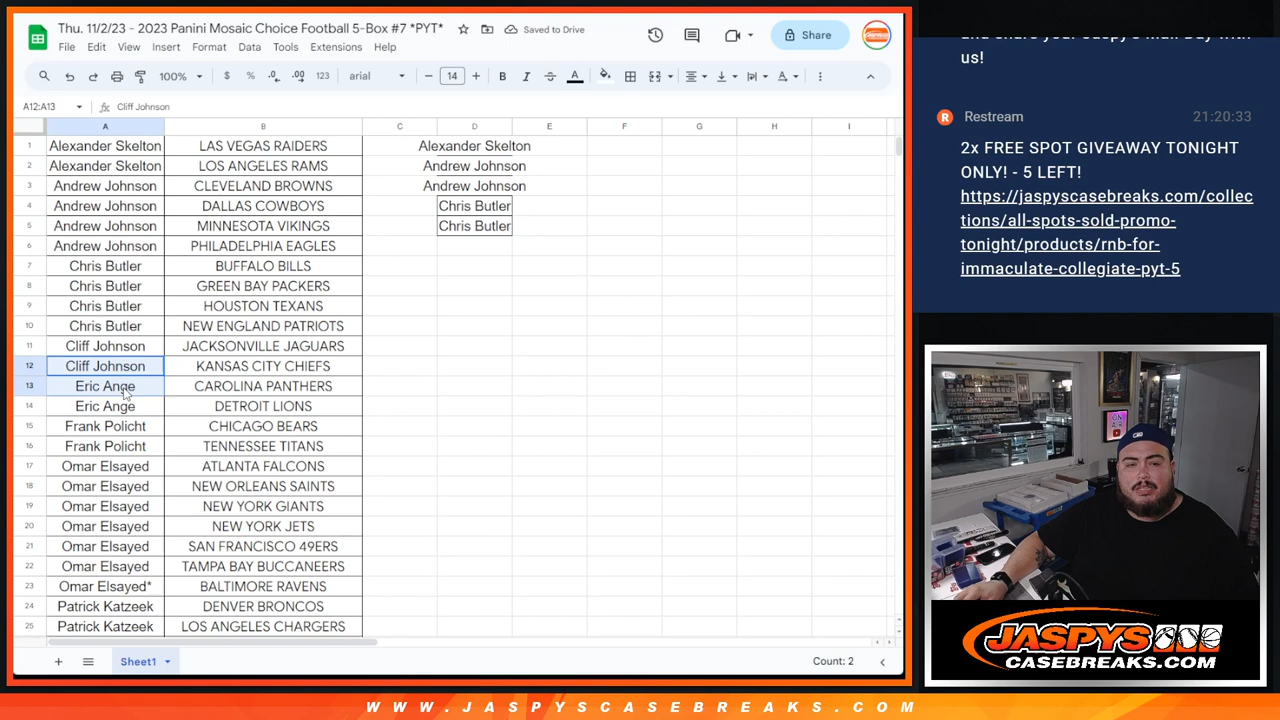 Thu. 11/2/23 - 2023 Panini Mosaic Choice Football 5-Box #7 *PYT*
Saved to Drive
Share
File Edit View Insert Format Data Tools Extensions Help
100% $ % .0 .00 123 arial 14 B I A
A12:A13 fx Cliff Johnson
A B C D E F G H I
1 Alexander Skelton LAS VEGAS RAIDERS Alexander Skelton
2 Alexander Skelton LOS ANGELES RAMS Andrew Johnson
3 Andrew Johnson CLEVELAND BROWNS Andrew Johnson
4 Andrew Johnson DALLAS COWBOYS Chris Butler
5 Andrew Johnson MINNESOTA VIKINGS Chris Butler
6 Andrew Johnson PHILADELPHIA EAGLES
7 Chris Butler BUFFALO BILLS
8 Chris Butler GREEN BAY PACKERS
9 Chris Butler HOUSTON TEXANS
10 Chris Butler NEW ENGLAND PATRIOTS
11 Cliff Johnson JACKSONVILLE JAGUARS
12 Cliff Johnson KANSAS CITY CHIEFS
13 Eric Ange CAROLINA PANTHERS
14 Eric Ange DETROIT LIONS
15 Frank Policht CHICAGO BEARS
16 Frank Policht TENNESSEE TITANS
17 Omar Elsayed ATLANTA FALCONS
18 Omar Elsayed NEW ORLEANS SAINTS
19 Omar Elsayed NEW YORK GIANTS
20 Omar Elsayed NEW YORK JETS
21 Omar Elsayed SAN FRANCISCO 49ERS
22 Omar Elsayed TAMPA BAY BUCCANEERS
23 Omar Elsayed* BALTIMORE RAVENS
24 Patrick Katzeek DENVER BRONCOS
25 Patrick Katzeek LOS ANGELES CHARGERS
Sheet1
Count: 2
us!
R Restream 21:20:33
2x FREE SPOT GIVEAWAY TONIGHT
ONLY! - 5 LEFT!
https://jaspyscasebreaks.com/collec
tions/all-spots-sold-promo-
tonight/products/rnb-for-
immaculate-collegiate-pyt-5
ON
JASPYS
CASEBREAKS.COM
WWW.JASPYSCASEBREAKS.COM